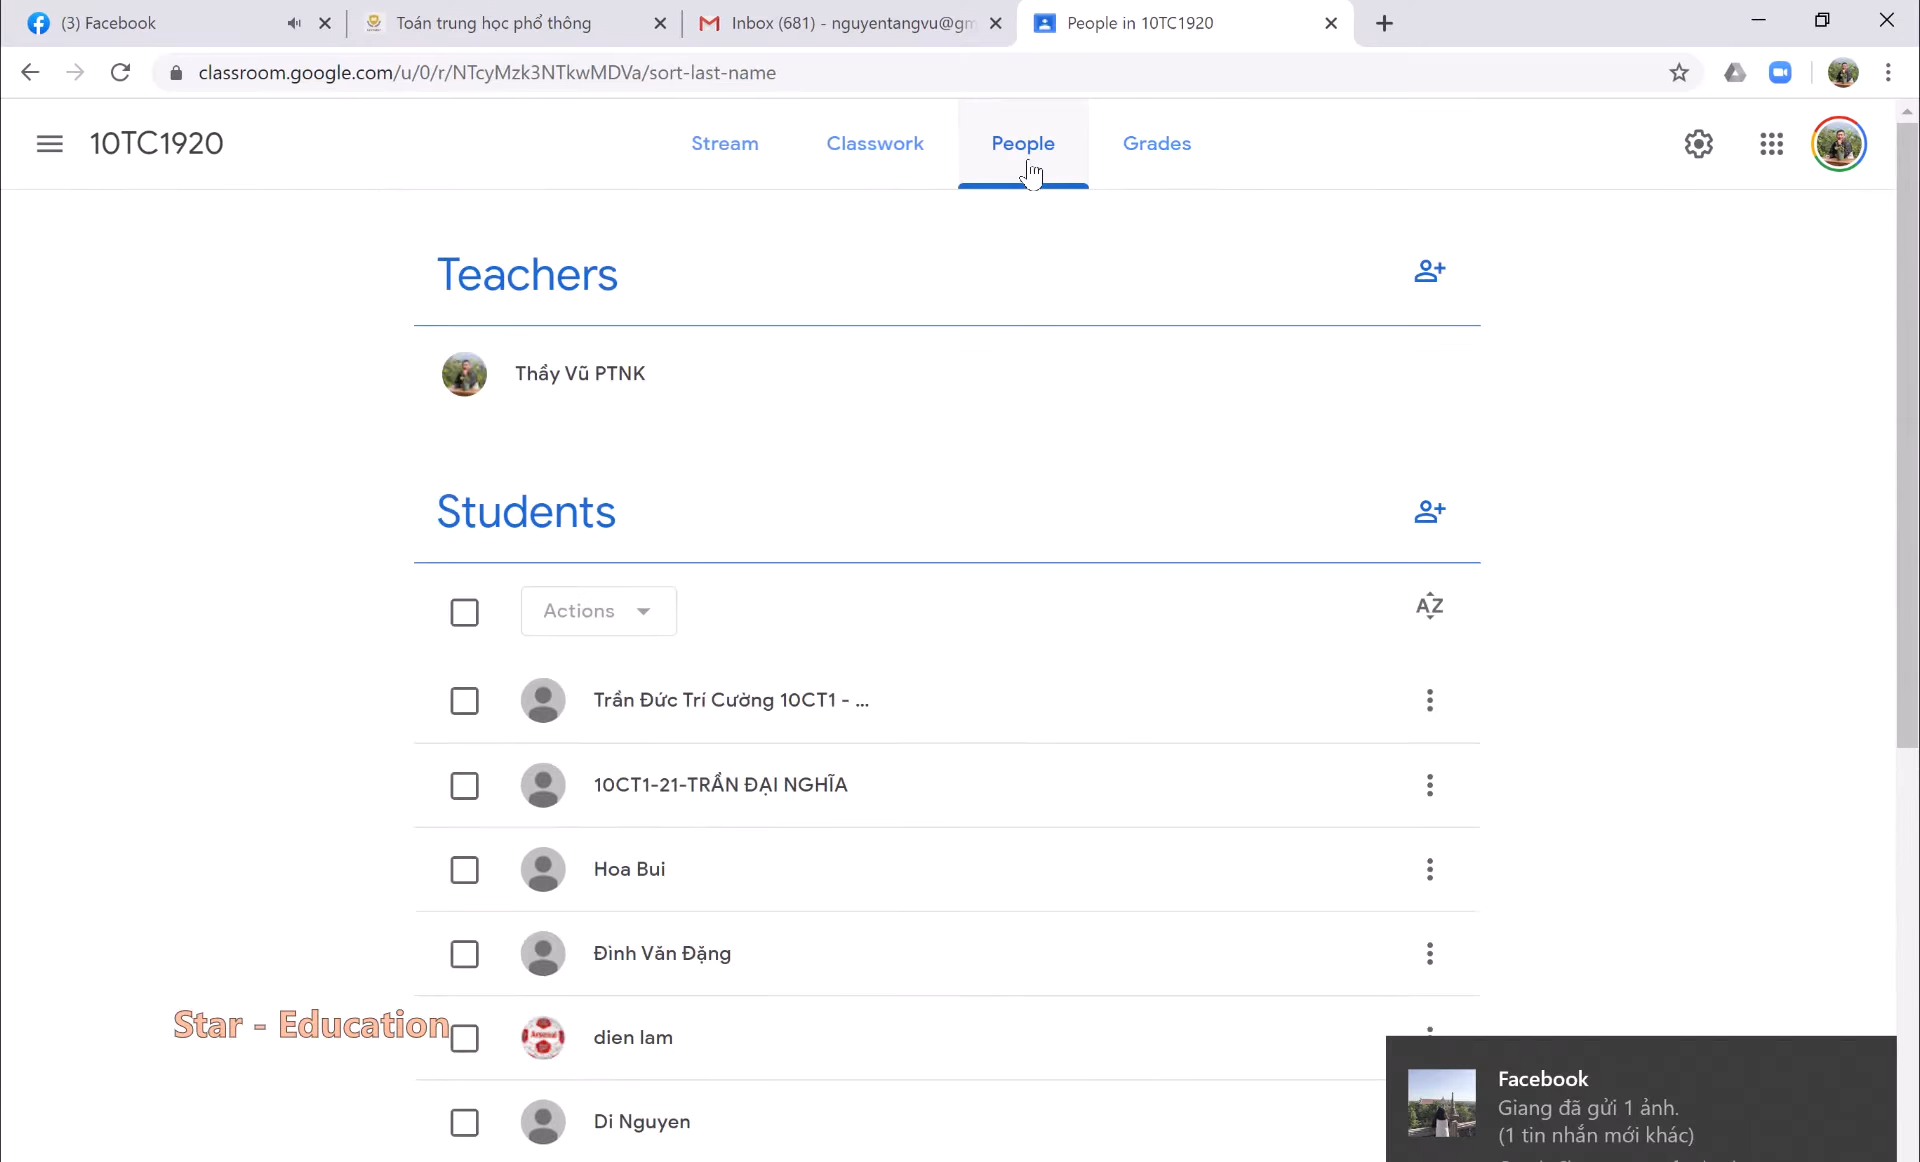 (3) Facebook
Toán trung học phổ thông
Inbox (681) - nguyentangvu@gm
People in 10TC1920
classroom.google.com/u/0/r/NTcyMzk3NTkwMDVa/sort-last-name
10TC1920
Stream
Classwork
People
Grades
Teachers
Thầy Vũ PTNK
Students
Actions
AZ
Trần Đức Trí Cường 10CT1 - ...
10CT1-21-TRẦN ĐẠI NGHĨA
Hoa Bui
Đinh Văn Đặng
Star - Education
dien lam
Di Nguyen
Facebook
Giang đã gửi 1 ảnh.
(1 tin nhắn mới khác)